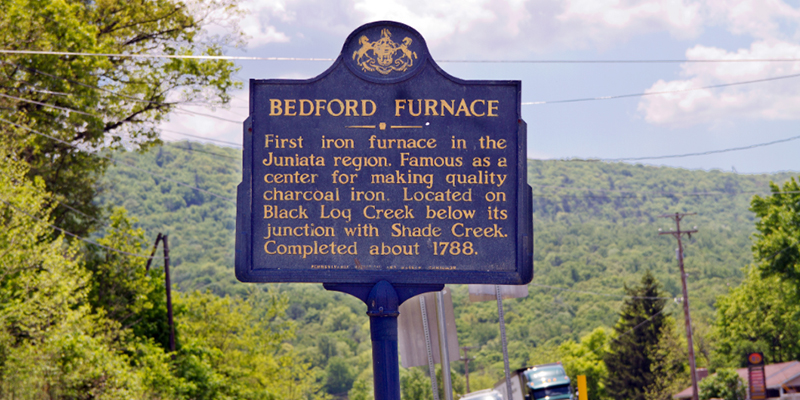 BEDFORD FURNACE
First iron furnace in the
Juniata region. Famous as a
center for making quality
charcoal iron. Located on
Black Log Creek below its
junction with Shade Creek.
Completed about 1788.